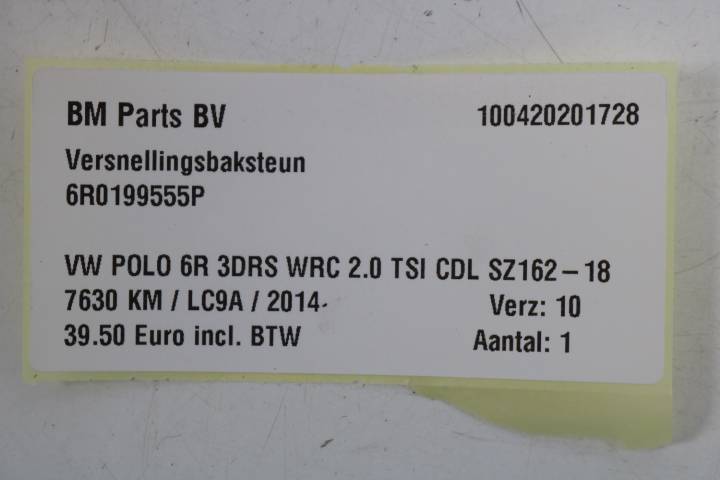 BM Parts BV 100420201728
Versnellingsbaksteun
6R0199555P
VW POLO 6R 3DRS WRC 2.0 TSI CDL SZ162-18
7630 KM / LC9A / 2014- Verz: 10
39.50 Euro incl. BTW Aantal: 1